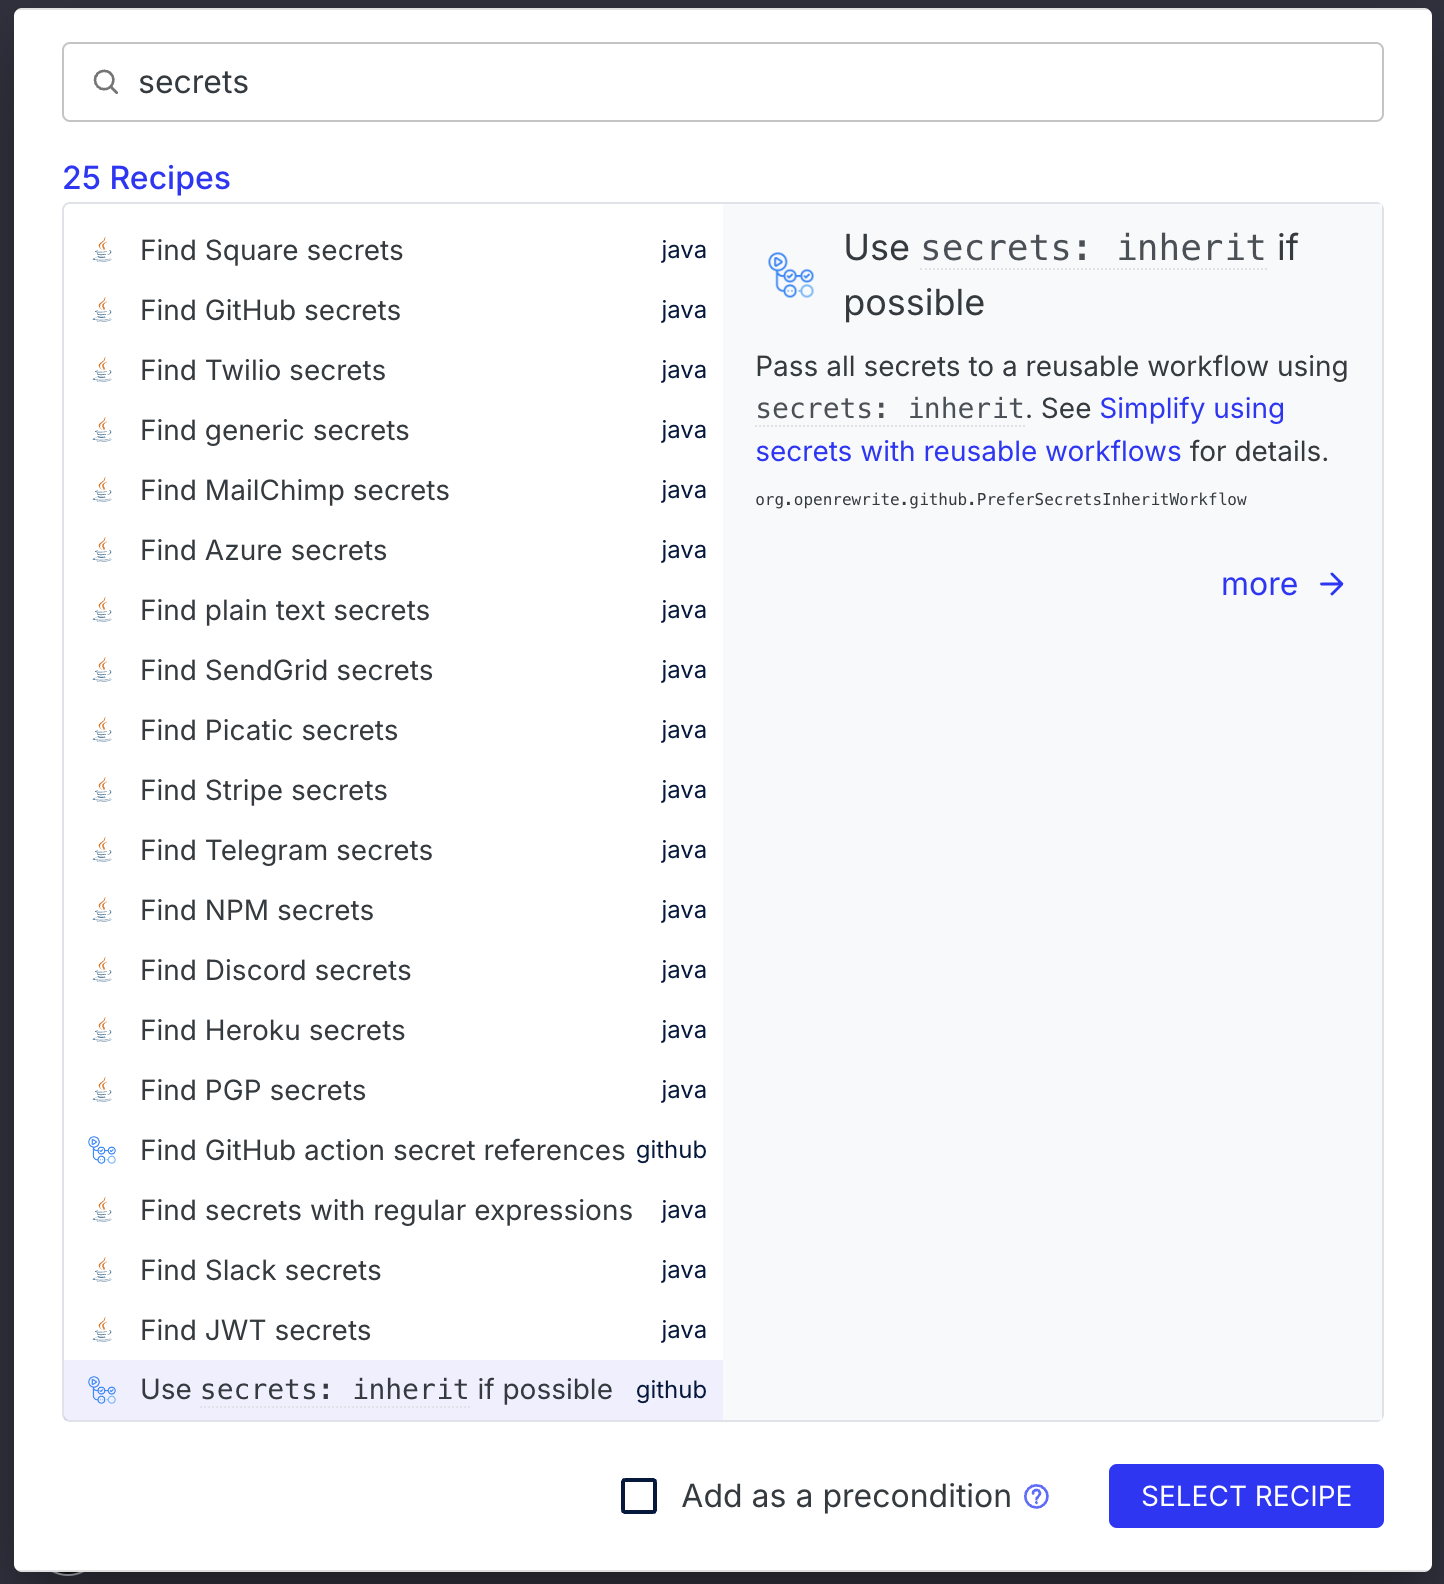 secrets
25 Recipes
Find Square secrets java
Find GitHub secrets java
Find Twilio secrets java
Find generic secrets java
Find MailChimp secrets java
Find Azure secrets java
Find plain text secrets java
Find SendGrid secrets java
Find Picatic secrets java
Find Stripe secrets java
Find Telegram secrets java
Find NPM secrets java
Find Discord secrets java
Find Heroku secrets java
Find PGP secrets java
Find GitHub action secret references github
Find secrets with regular expressions java
Find Slack secrets java
Find JWT secrets java
Use secrets: inherit if possible github
Use secrets: inherit if
possible
Pass all secrets to a reusable workflow using
secrets: inherit. See Simplify using
secrets with reusable workflows for details.
org.openrewrite.github.PreferSecretsInheritWorkflow
more →
Add as a precondition ?
SELECT RECIPE